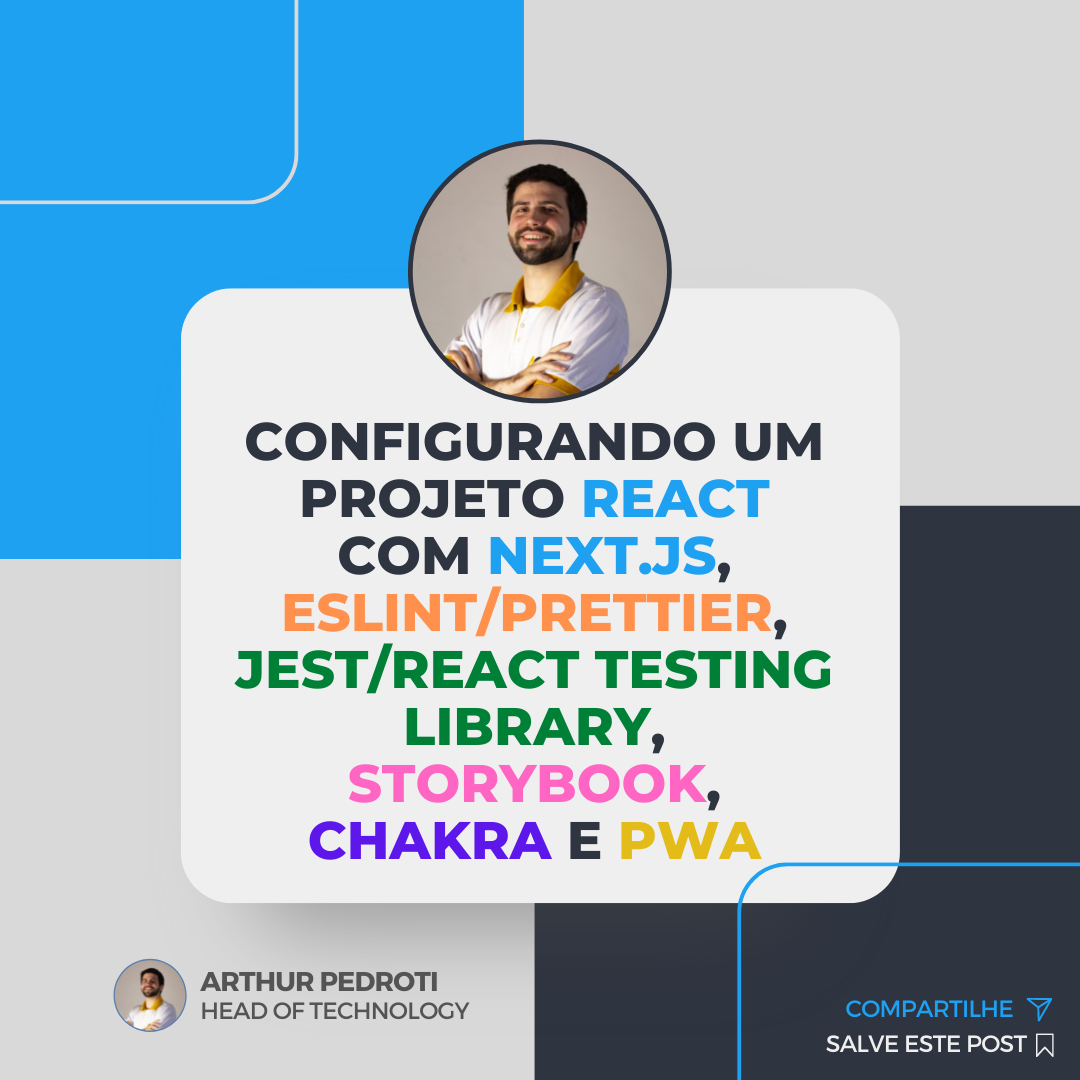 CONFIGURANDO UM
PROJETO REACT
COM NEXT.JS,
ESLINT/PRETTIER,
JEST/REACT TESTING
LIBRARY,
STORYBOOK,
CHAKRA E PWA
ARTHUR PEDROTI
HEAD OF TECHNOLOGY
COMPARTILHE
SALVE ESTE POST